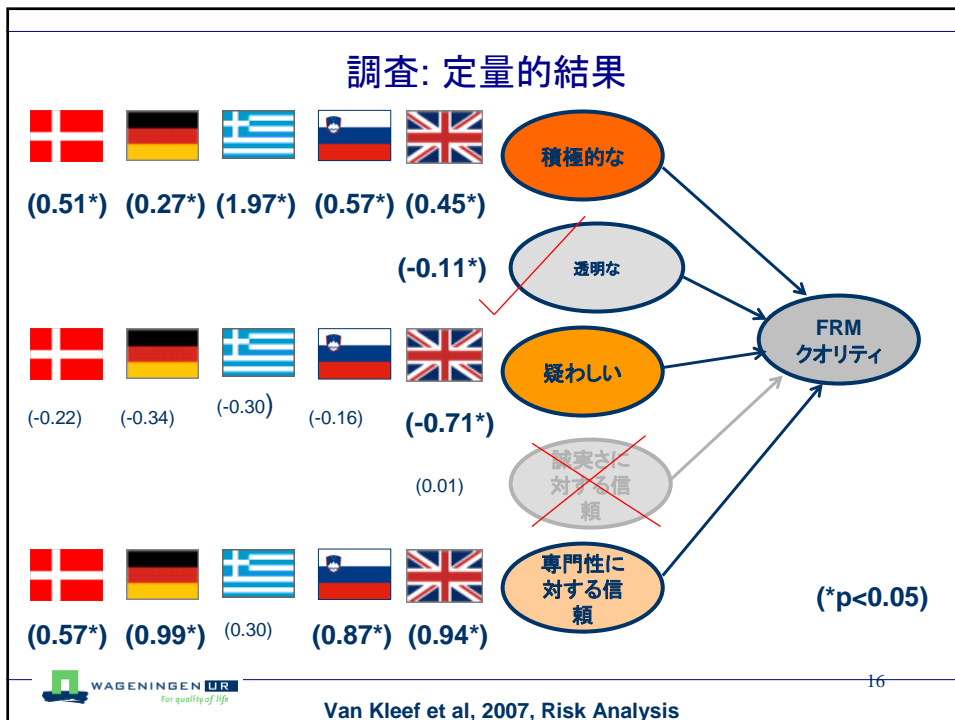 調査: 定量的結果
積極的な
(0.51*) (0.27*) (1.97*) (0.57*) (0.45*)
(-0.11*)
透明な
FRM
クオリティ
疑わしい
(-0.22) (-0.34) (-0.30) (-0.16) (-0.71*)
(0.01)
誠実さに
対する信
頼
専門性に
対する信
頼
(*p<0.05)
(0.57*) (0.99*) (0.30) (0.87*) (0.94*)
WAGENINGEN UR
For quality of life
16
Van Kleef et al, 2007, Risk Analysis